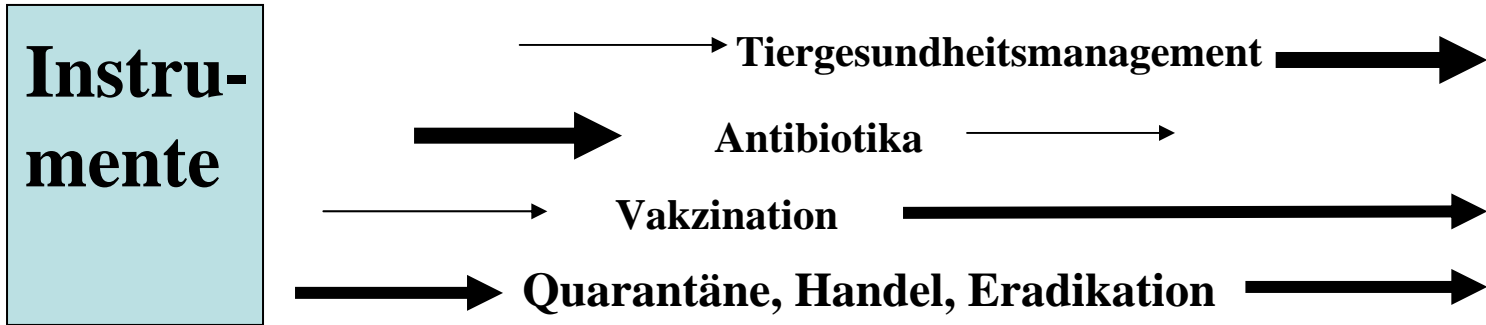 Instru-
mente
Tiergesundheitsmanagement
Antibiotika
Vakzination
Quarantäne, Handel, Eradikation